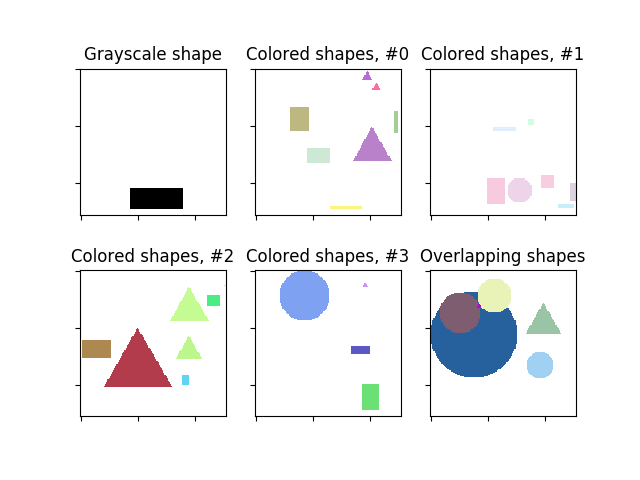 Grayscale shape
Colored shapes, #0
Colored shapes, #1
Colored shapes, #2
Colored shapes, #3
Overlapping shapes